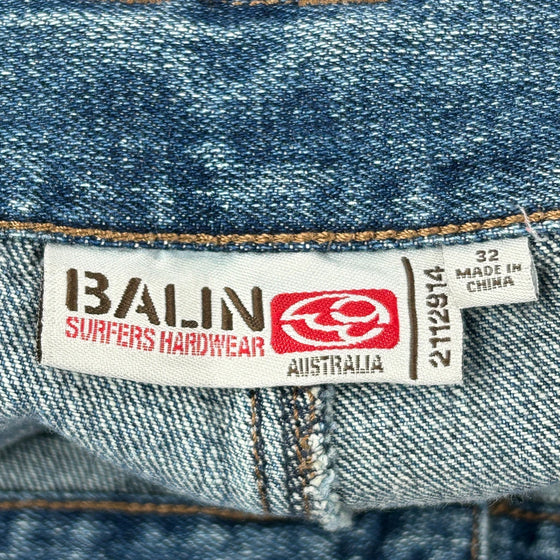 BALIN
SURFERS HARDWEAR
AUSTRALIA
2112914
32
MADE IN
CHINA